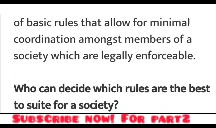 of basic rules that allow for minimal
coordination amongst members of a
society which are legally enforceable.
Who can decide which rules are the best
to suite for a society?
SUBSCRIBE NOW! FOR PART2